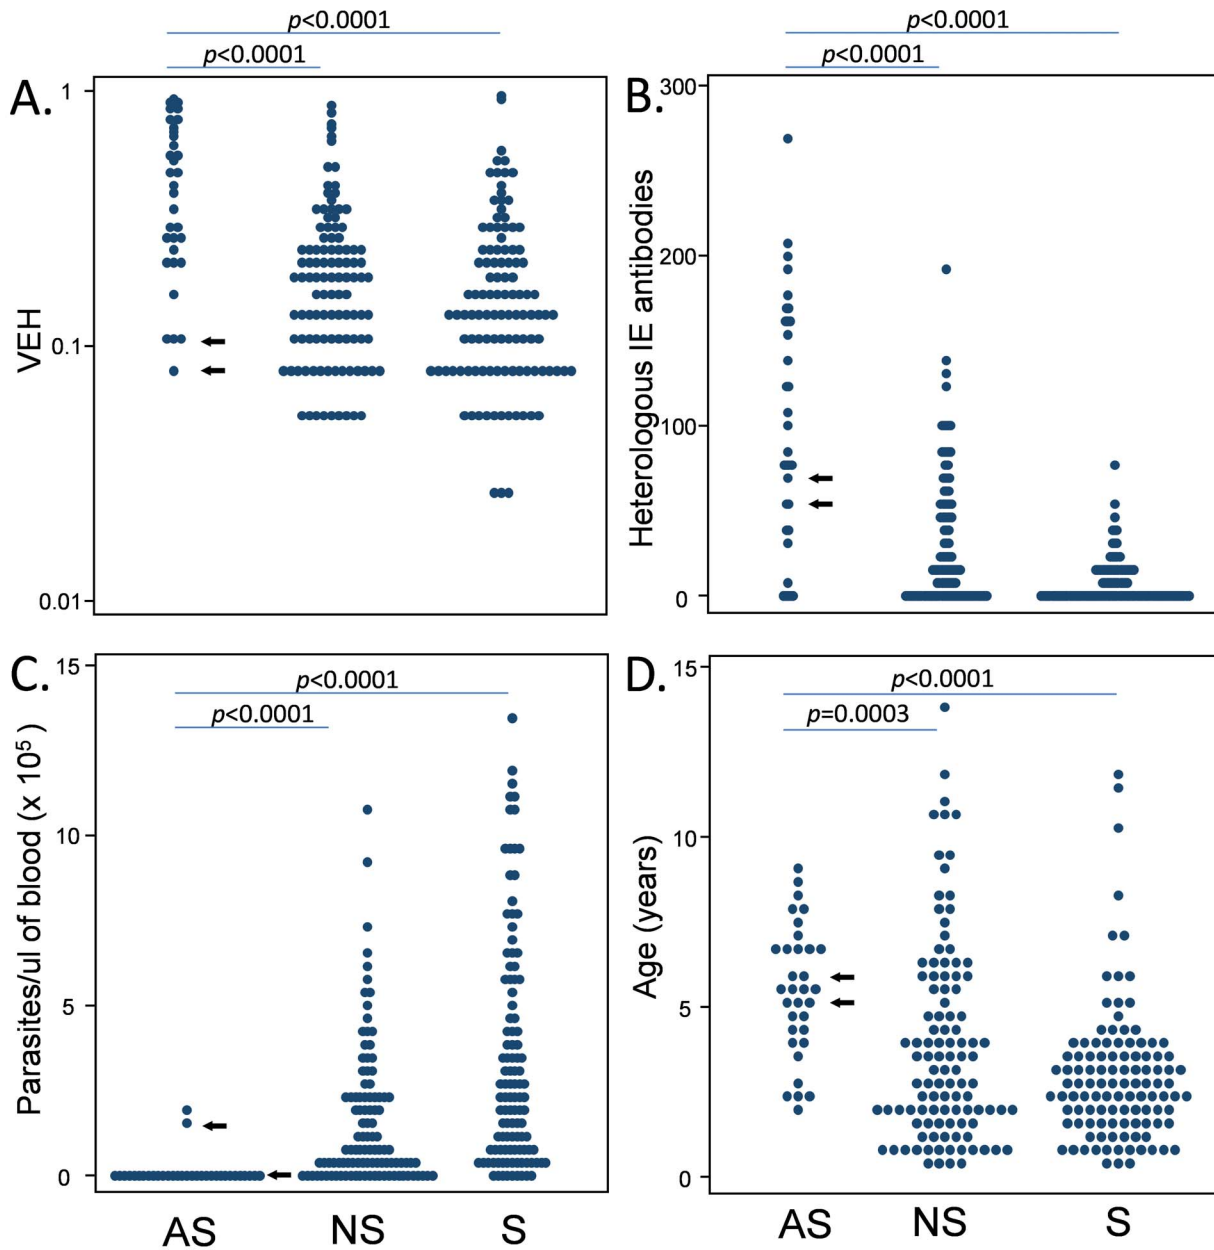 A.
p<0.0001
p<0.0001
VEH
1
0.1
0.01
B.
p<0.0001
p<0.0001
Heterologous IE antibodies
300
200
100
0
C.
p<0.0001
p<0.0001
Parasites/ul of blood (x 10⁵ )
15
10
5
0
AS NS S
D.
p<0.0001
p=0.0003
Age (years)
15
10
5
0
AS NS S